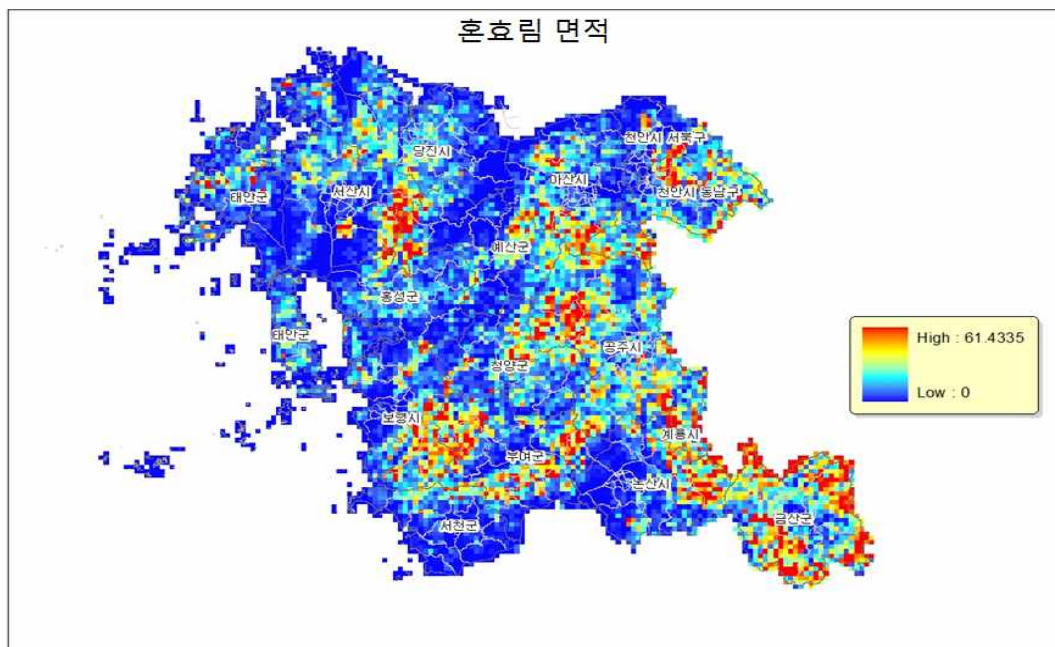 혼효림 면적
천안시 서북구
당진시
아산시
천안시 동남구
서산시
태안군
예산군
홍성군
태안군
공주시
청양군
보령시
계룡시
부여군
논산시
금산군
서천군
High : 61.4335
Low : 0